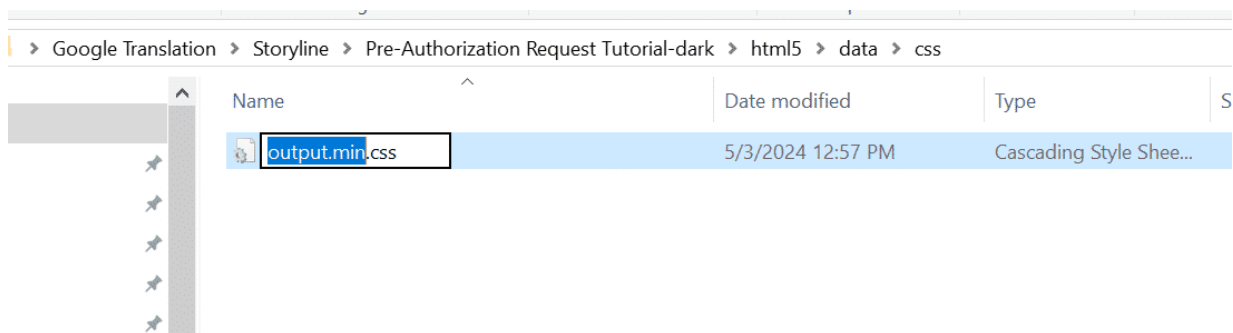 Google Translation > Storyline > Pre-Authorization Request Tutorial-dark > html5 > data > css
Name Date modified Type S
output.min.css 5/3/2024 12:57 PM Cascading Style Shee...